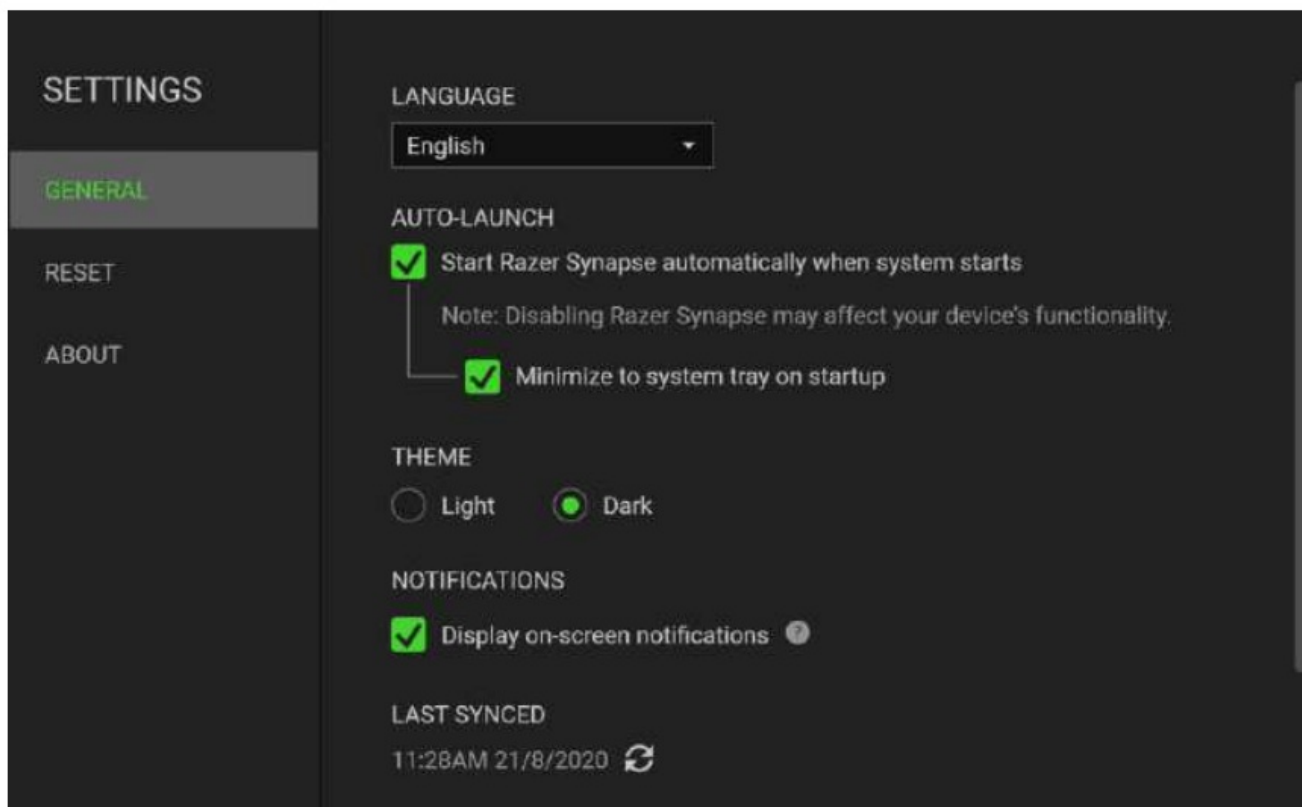 SETTINGS
GENERAL
RESET
ABOUT
LANGUAGE
English
AUTO-LAUNCH
Start Razer Synapse automatically when system starts
Note: Disabling Razer Synapse may affect your device's functionality.
Minimize to system tray on startup
THEME
Light
Dark
NOTIFICATIONS
Display on-screen notifications ?
LAST SYNCED
11:28AM 21/8/2020